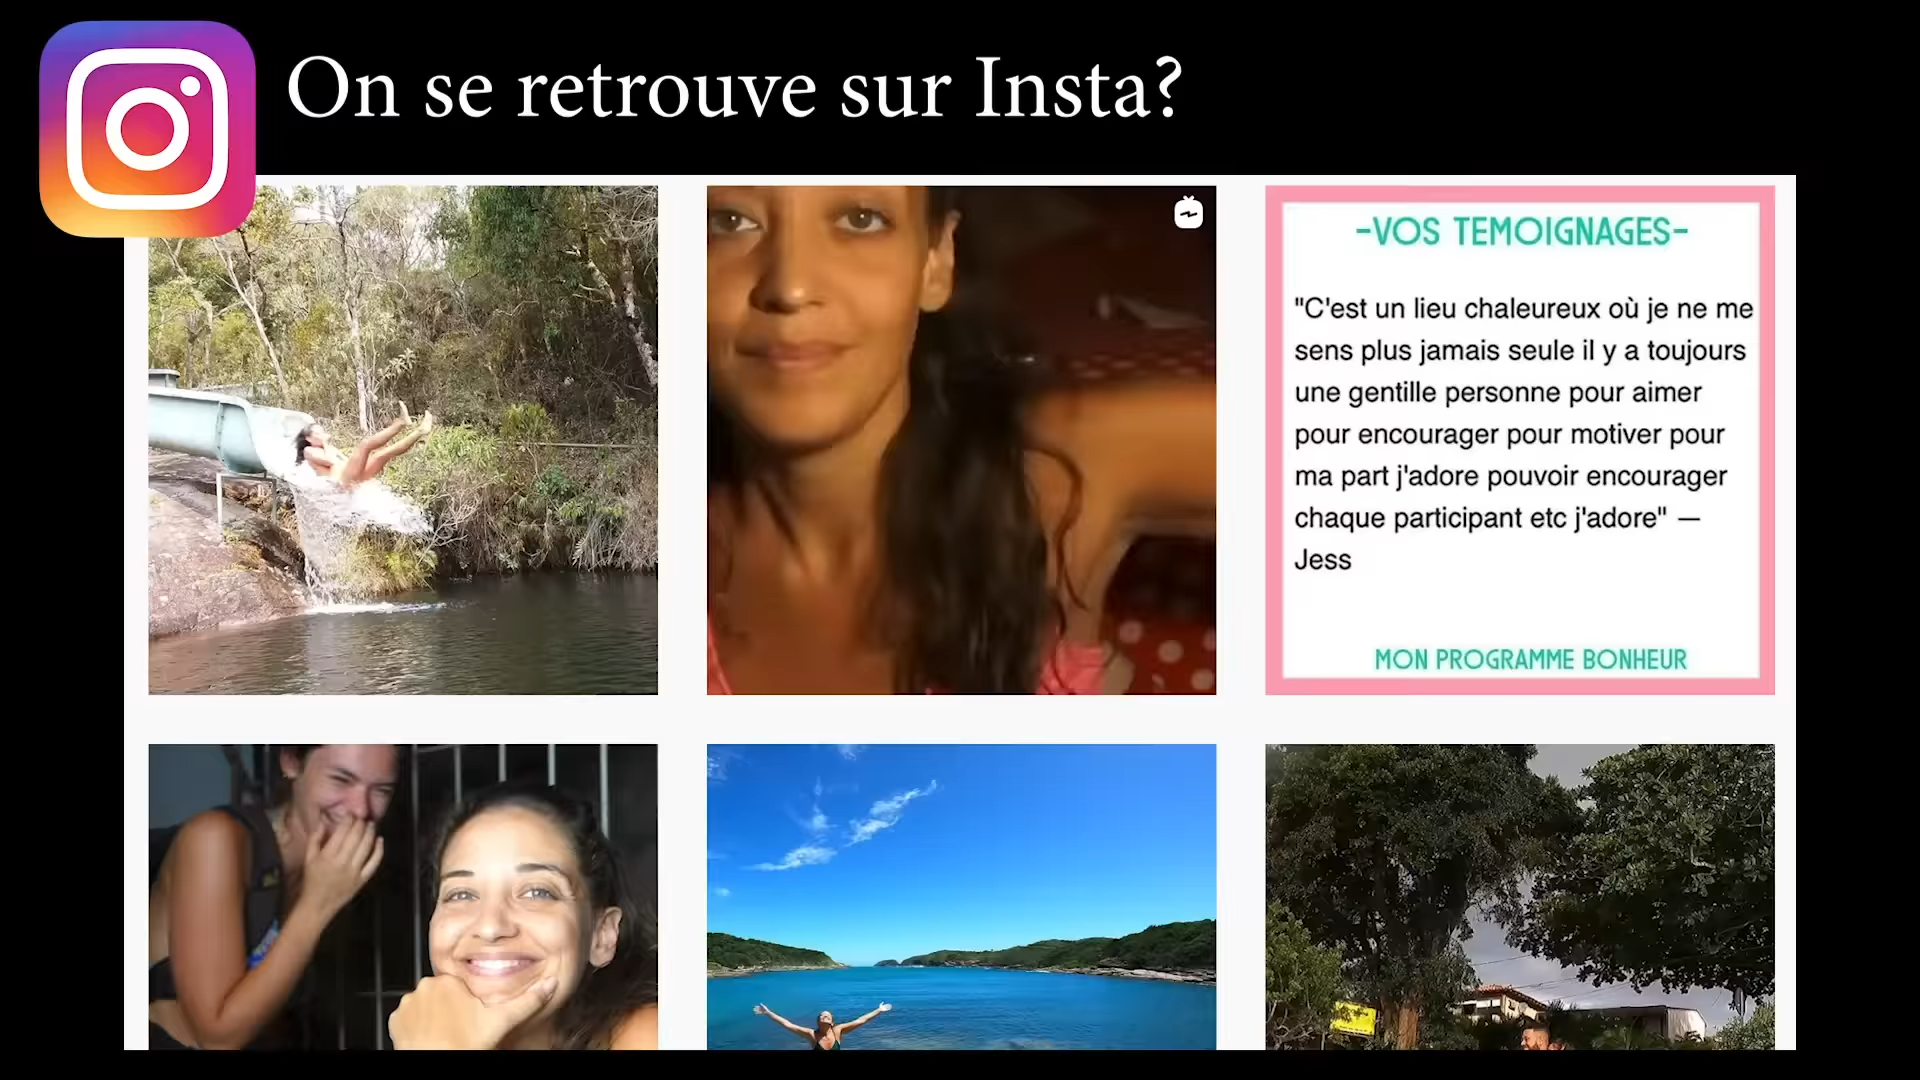 On se retrouve sur Insta?
-VOS TEMOIGNAGES-
"C'est un lieu chaleureux où je ne me
sens plus jamais seule il y a toujours
une gentille personne pour aimer
pour encourager pour motiver pour
ma part j'adore pouvoir encourager
chaque participant etc j'adore" —
Jess
MON PROGRAMME BONHEUR